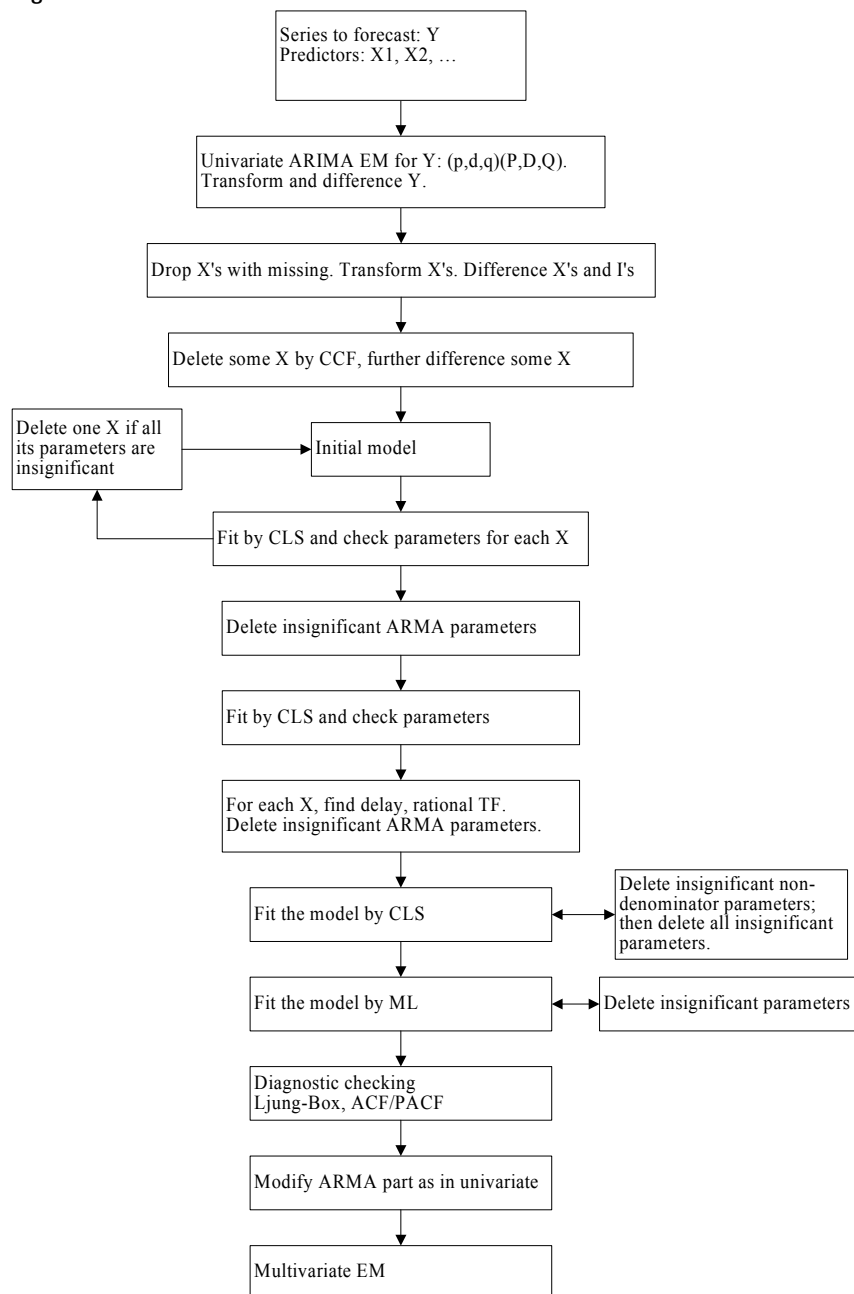 Series to forecast: Y
Predictors: X1, X2, …
Univariate ARIMA EM for Y: (p,d,q)(P,D,Q).
Transform and difference Y.
Drop X's with missing. Transform X's. Difference X's and I's
Delete some X by CCF, further difference some X
Delete one X if all
its parameters are
insignificant
Initial model
Fit by CLS and check parameters for each X
Delete insignificant ARMA parameters
Fit by CLS and check parameters
For each X, find delay, rational TF.
Delete insignificant ARMA parameters.
Fit the model by CLS
Delete insignificant non-
denominator parameters;
then delete all insignificant
parameters.
Fit the model by ML
Delete insignificant parameters
Diagnostic checking
Ljung-Box, ACF/PACF
Modify ARMA part as in univariate
Multivariate EM